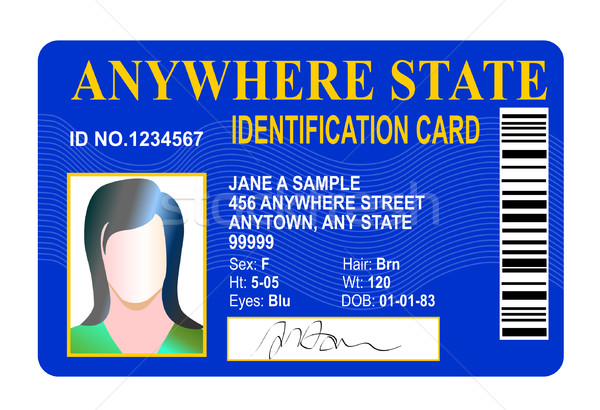 ANYWHERE STATE
IDENTIFICATION CARD
ID NO.1234567
JANE A SAMPLE
456 ANYWHERE STREET
ANYTOWN, ANY STATE
99999
Sex: F Hair: Brn
Ht: 5-05 Wt: 120
Eyes: Blu DOB: 01-01-83